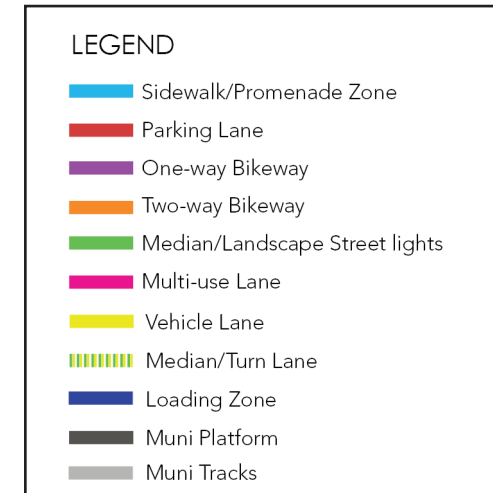 LEGEND
Sidewalk/Promenade Zone
Parking Lane
One-way Bikeway
Two-way Bikeway
Median/Landscape Street lights
Multi-use Lane
Vehicle Lane
Median/Turn Lane
Loading Zone
Muni Platform
Muni Tracks